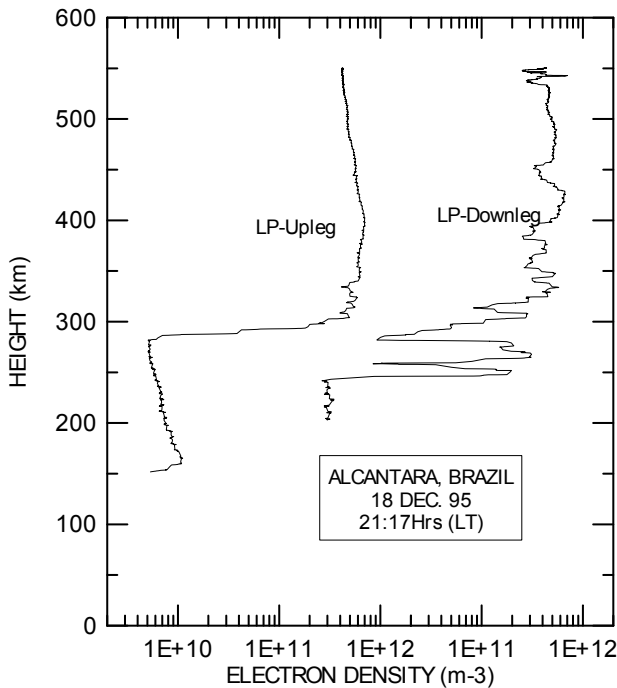 600
500
400
300
200
100
0
HEIGHT (km)
LP-Upleg
LP-Downleg
ALCANTARA, BRAZIL
18 DEC. 95
21:17Hrs (LT)
1E+10 1E+11 1E+12 1E+11 1E+12
ELECTRON DENSITY (m-3)